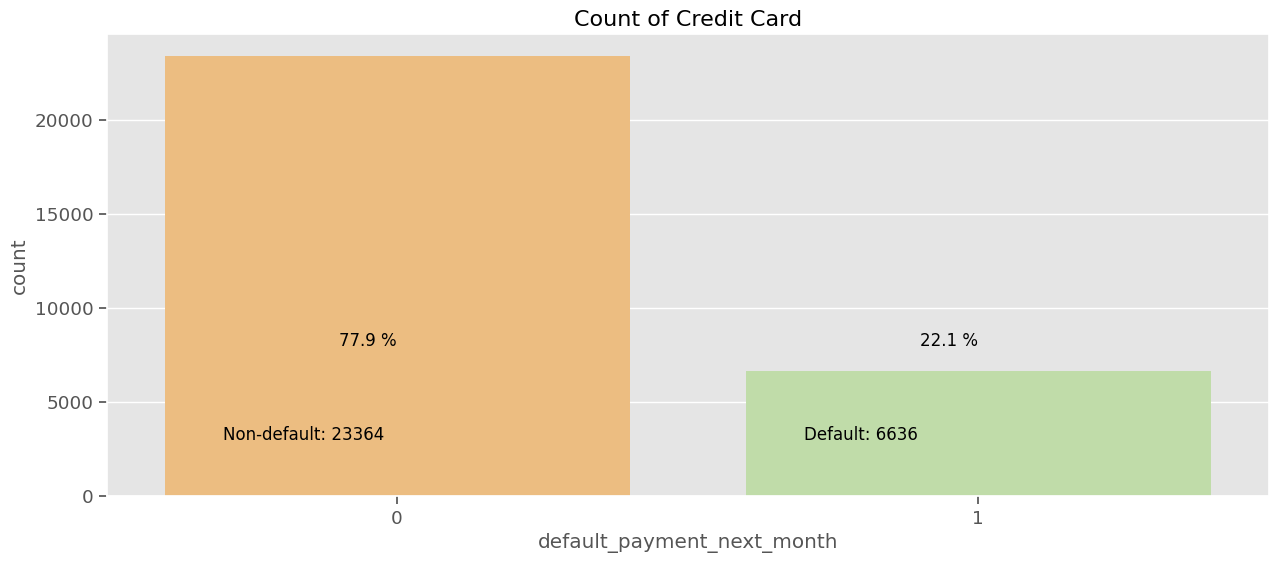 Count of Credit Card
count
20000
15000
10000
5000
0
77.9 %
22.1 %
Non-default: 23364
Default: 6636
0
1
default_payment_next_month